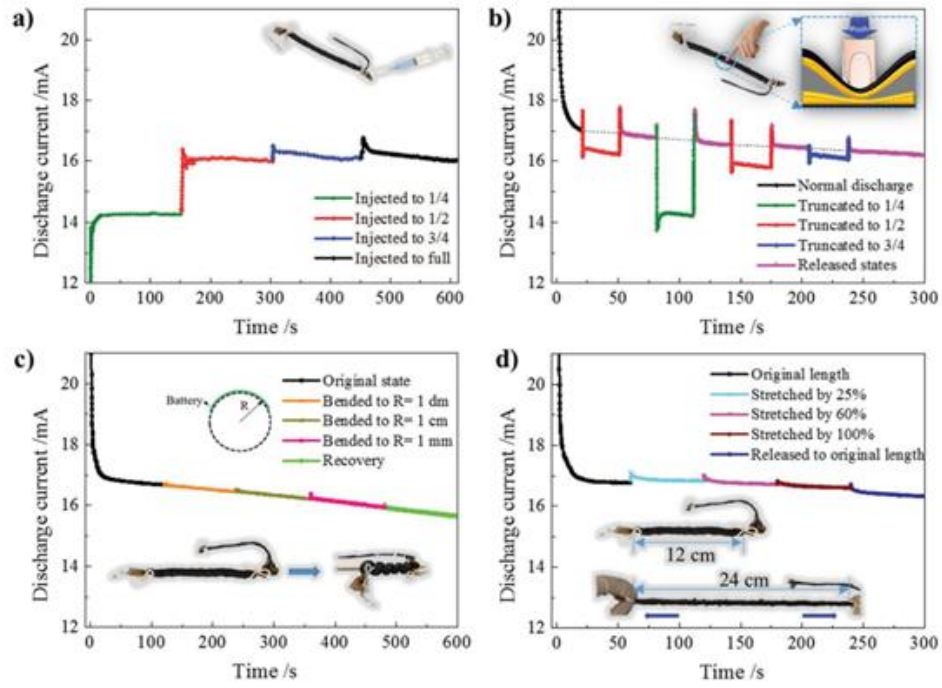 a)
Discharge current /mA
20
18
16
14
12
Injected to 1/4
Injected to 1/2
Injected to 3/4
Injected to full
0 100 200 300 400 500 600
Time /s
b)
Discharge current /mA
20
18
16
14
12
Normal discharge
Truncated to 1/4
Truncated to 1/2
Truncated to 3/4
Released states
0 50 100 150 200 250 300
Time /s
c)
Discharge current /mA
20
18
16
14
12
Battery
R
Original state
Bended to R= 1 dm
Bended to R= 1 cm
Bended to R= 1 mm
Recovery
0 100 200 300 400 500 600
Time /s
d)
Discharge current /mA
20
18
16
14
12
Original length
Stretched by 25%
Stretched by 60%
Stretched by 100%
Released to original length
12 cm
24 cm
0 50 100 150 200 250 300
Time /s